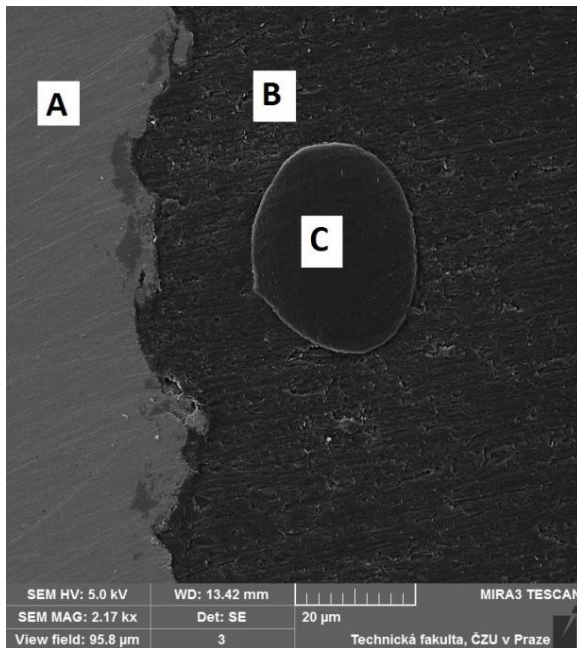 A
B
C
SEM HV: 5.0 kV WD: 13.42 mm MIRA3 TESCAN
SEM MAG: 2.17 kx Det: SE 20 µm
View field: 95.8 µm 3 Technická fakulta, ČZU v Praze